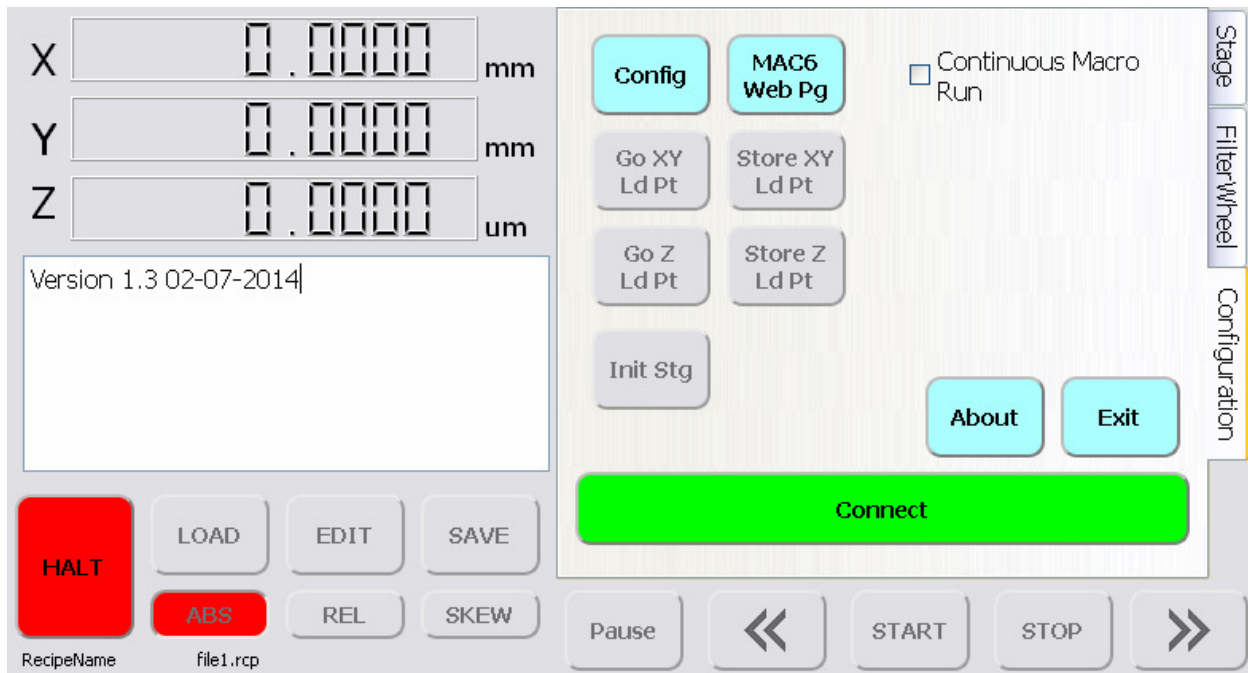 X 0.0000 mm
Y 0.0000 mm
Z 0.0000 um
Version 1.3 02-07-2014
HALT
LOAD
EDIT
SAVE
ABS
REL
SKEW
RecipeName
file1.rcp
Config
MAC6
Web Pg
Continuous Macro
Run
Go XY
Ld Pt
Store XY
Ld Pt
Go Z
Ld Pt
Store Z
Ld Pt
Init Stg
About
Exit
Connect
Stage
FilterWheel
Configuration
Pause
START
STOP